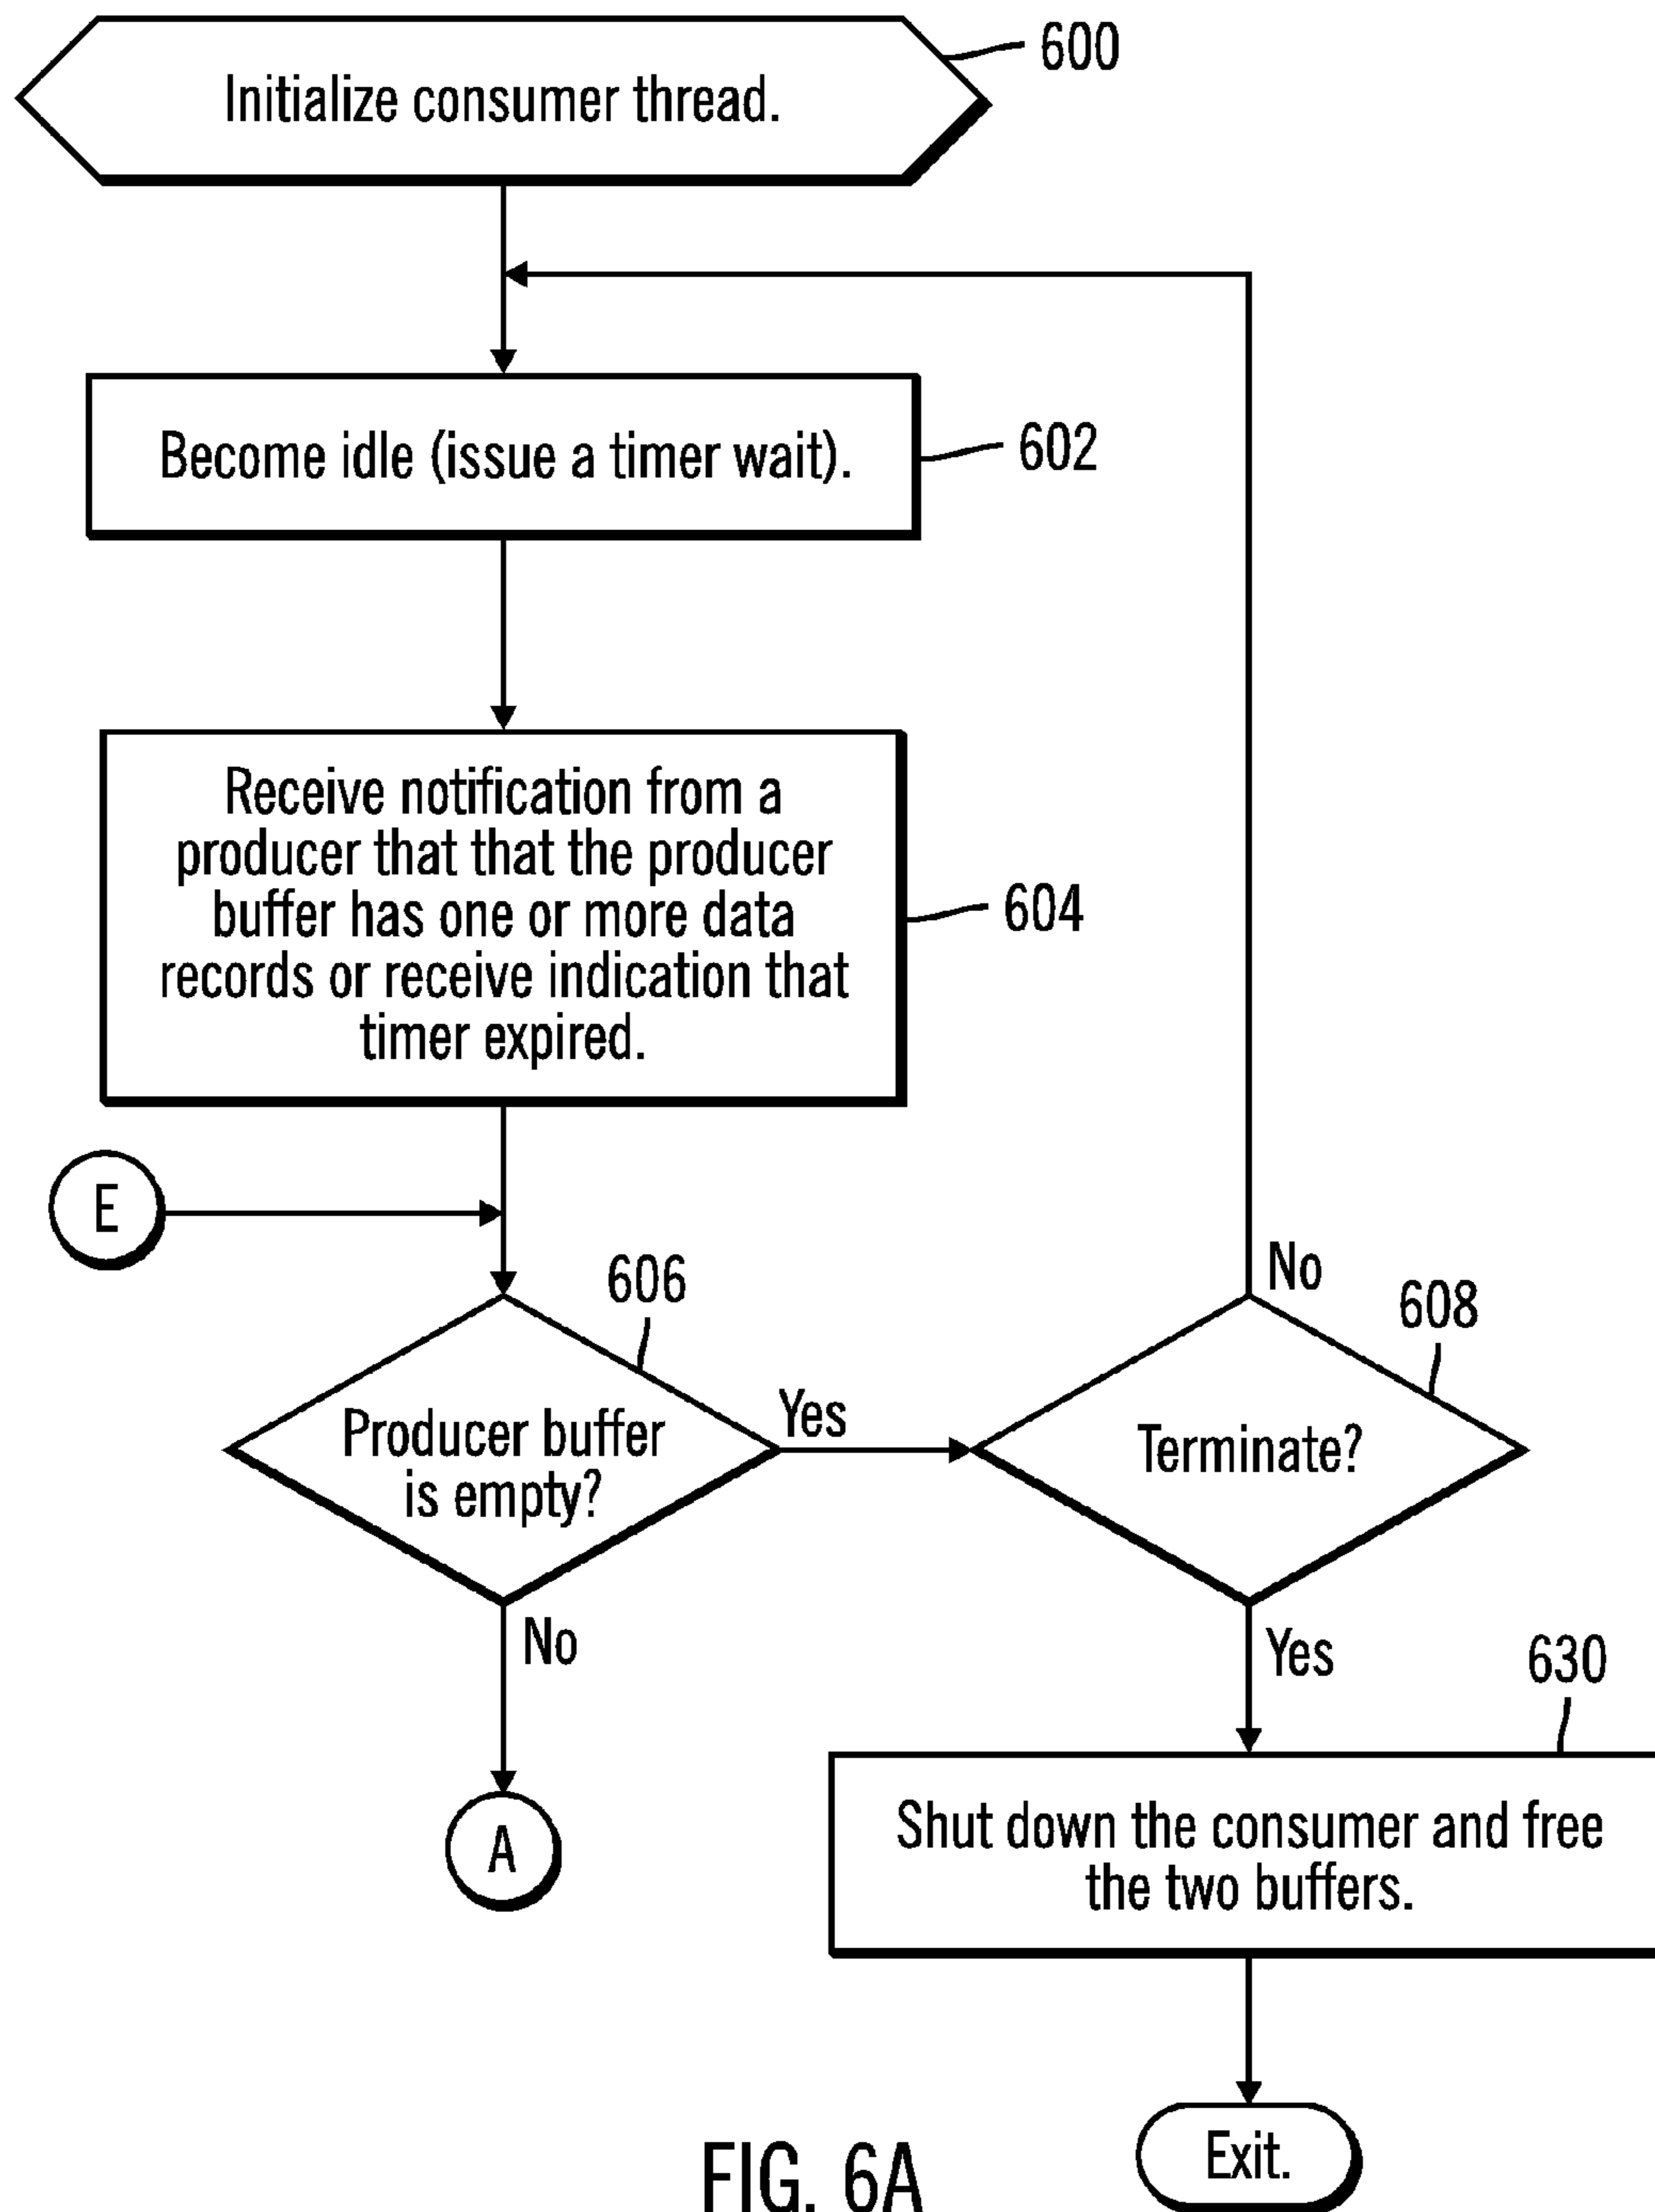 600
Initialize consumer thread.
Become idle (issue a timer wait).
602
Receive notification from a
producer that that the producer
buffer has one or more data
records or receive indication that
timer expired.
604
E
606
Producer buffer
is empty?
Yes
No
608
Terminate?
No
Yes
A
630
Shut down the consumer and free
the two buffers.
Exit.
FIG. 6A